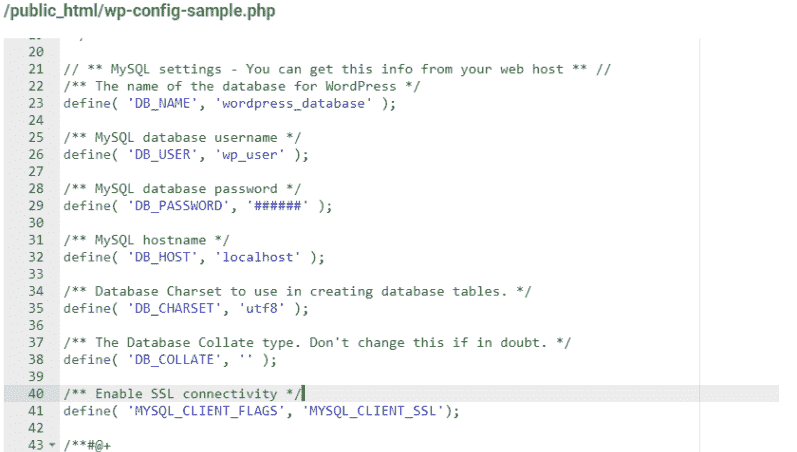 /public_html/wp-config-sample.php
20
21 // ** MySQL settings - You can get this info from your web host ** //
22 /** The name of the database for WordPress */
23 define( 'DB_NAME', 'wordpress_database' );
24
25 /** MySQL database username */
26 define( 'DB_USER', 'wp_user' );
27
28 /** MySQL database password */
29 define( 'DB_PASSWORD', '######' );
30
31 /** MySQL hostname */
32 define( 'DB_HOST', 'localhost' );
33
34 /** Database Charset to use in creating database tables. */
35 define( 'DB_CHARSET', 'utf8' );
36
37 /** The Database Collate type. Don't change this if in doubt. */
38 define( 'DB_COLLATE', '' );
39
40 /** Enable SSL connectivity */
41 define( 'MYSQL_CLIENT_FLAGS', 'MYSQL_CLIENT_SSL');
42
43 /**#@+